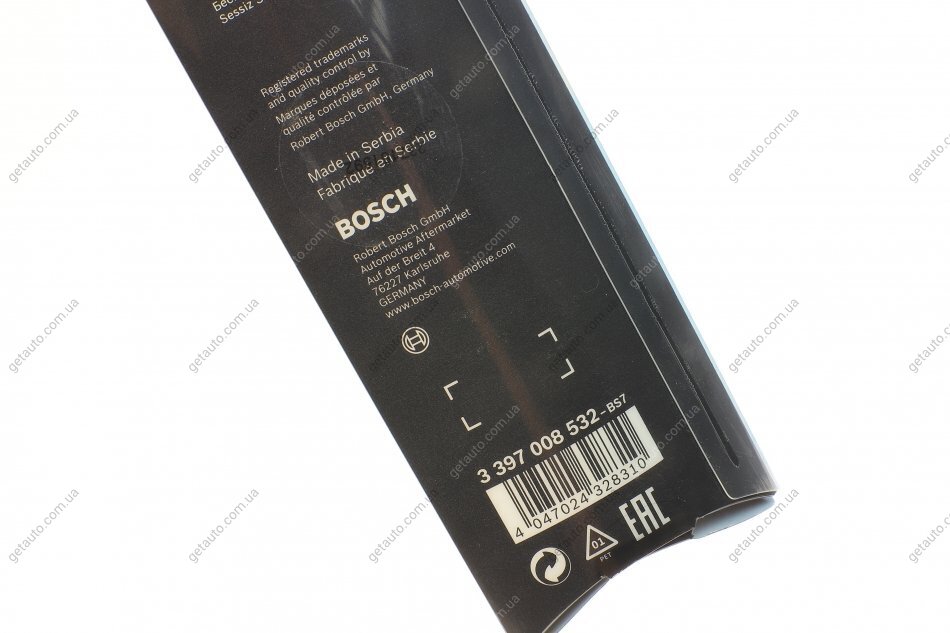 Бес
Sessiz S
Registered trademarks
and quality control by
Marques déposées et
qualité contrôlée par
Robert Bosch GmbH, Germany
Made in Serbia
Fabriqué en Serbie
BOSCH
Robert Bosch GmbH
Automotive Aftermarket
Auf der Breit 4
76227 Karlsruhe
GERMANY
www.bosch-automotive.com
3 397 008 532-BS7
4 047024 328310
01
PET
EAC
getauto.com.ua